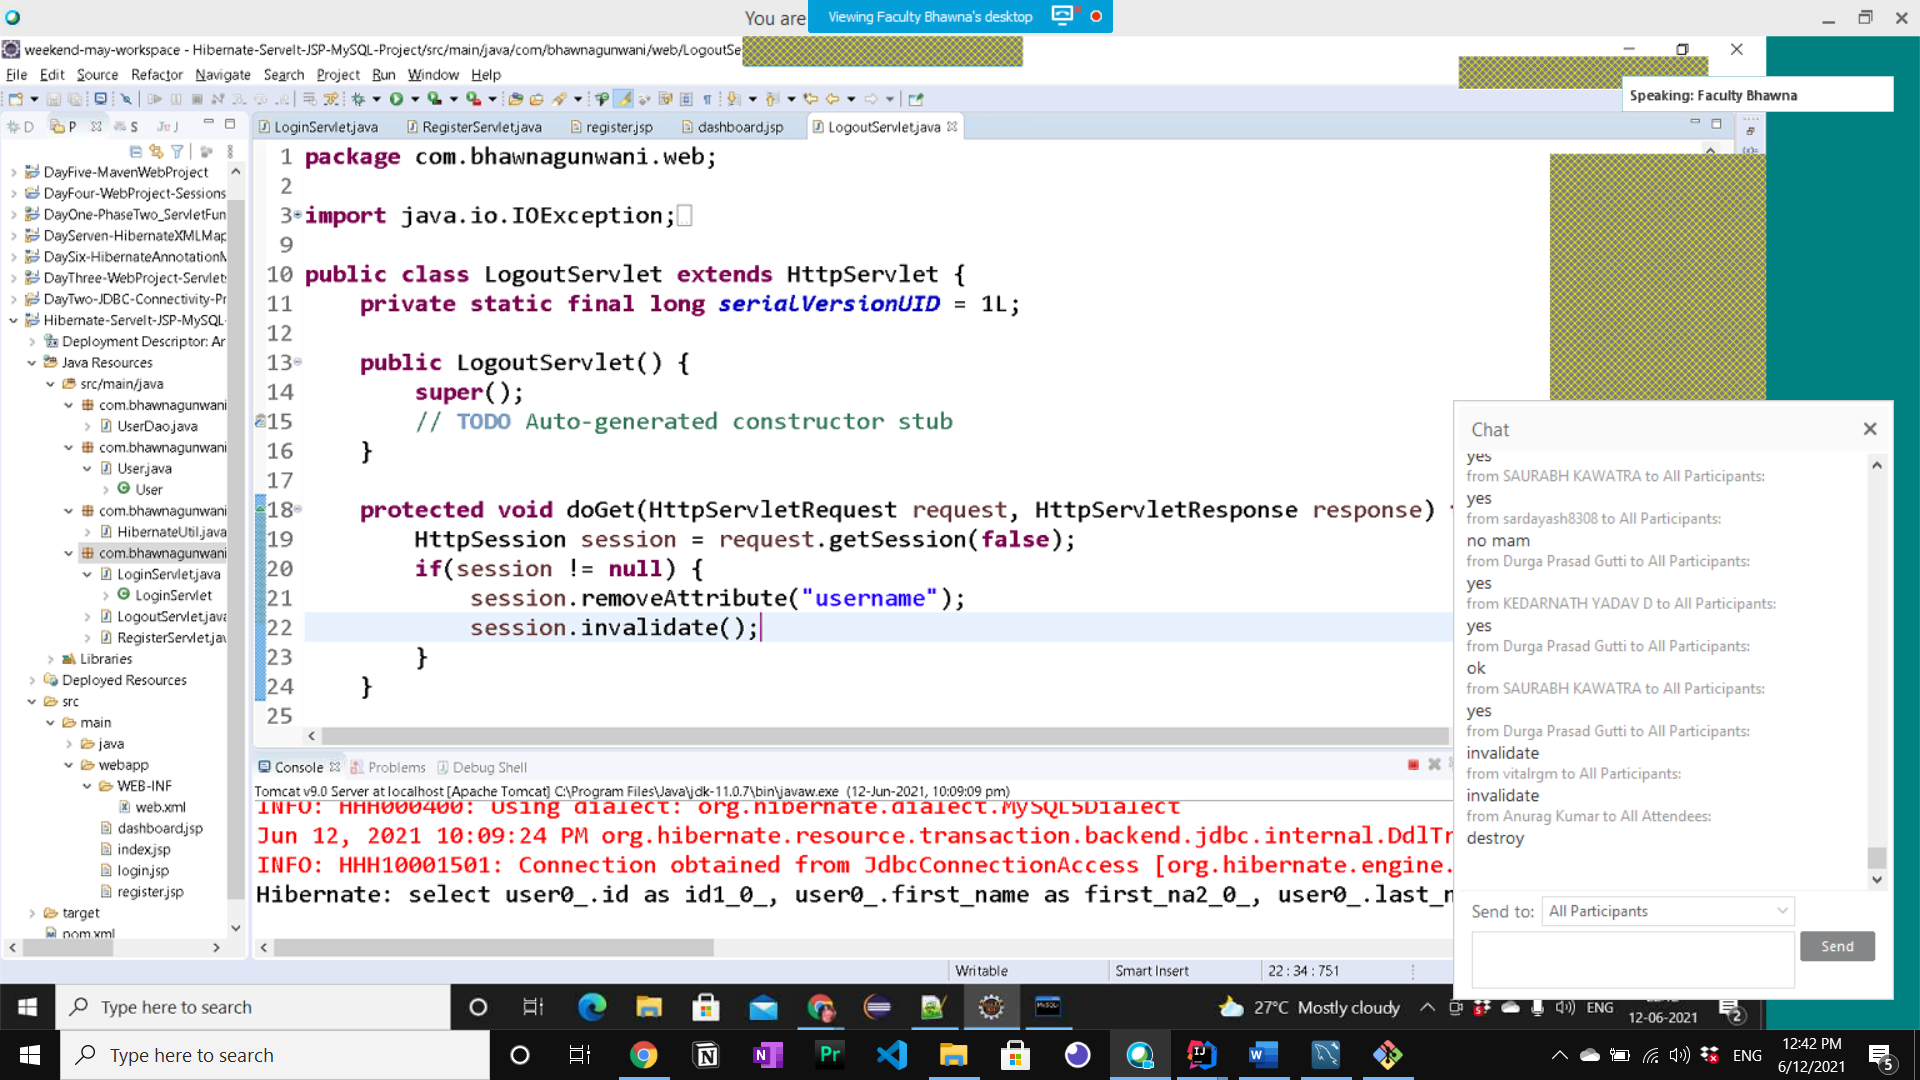 You are
Viewing Faculty Bhawna's desktop
weekend-may-workspace - Hibernate-Servelt-JSP-MySQL-Project/src/main/java/com/bhawnagunwani/web/LogoutSe
File Edit Source Refactor Navigate Search Project Run Window Help
Speaking: Faculty Bhawna
D P S J
LoginServlet.java RegisterServlet.java register.jsp dashboard.jsp LogoutServlet.java
DayFive-MavenWebProject
DayFour-WebProject-Sessions
DayOne-PhaseTwo_ServletFun
DayServen-HibernateXMLMap
DaySix-HibernateAnnotationM
DayThree-WebProject-Servlets
DayTwo-JDBC-Connectivity-Pr
Hibernate-Servelt-JSP-MySQL-
Deployment Descriptor: Ar
Java Resources
src/main/java
com.bhawnagunwani
UserDao.java
com.bhawnagunwani
User.java
User
com.bhawnagunwani
HibernateUtil.java
com.bhawnagunwani
LoginServlet.java
LoginServlet
LogoutServlet.java
RegisterServlet.jav
Libraries
Deployed Resources
src
main
java
webapp
WEB-INF
web.xml
dashboard.jsp
index.jsp
login.jsp
register.jsp
target
pom.xml
1 package com.bhawnagunwani.web;
2
3 import java.io.IOException;
9
10 public class LogoutServlet extends HttpServlet {
11 private static final long serialVersionUID = 1L;
12
13 public LogoutServlet() {
14 super();
15 // TODO Auto-generated constructor stub
16 }
17
18 protected void doGet(HttpServletRequest request, HttpServletResponse response)
19 HttpSession session = request.getSession(false);
20 if(session != null) {
21 session.removeAttribute("username");
22 session.invalidate();
23 }
24 }
25
Console Problems Debug Shell
Tomcat v9.0 Server at localhost [Apache Tomcat] C:\Program Files\Java\jdk-11.0.7\bin\javaw.exe (12-Jun-2021, 10:09:09 pm)
INFO: HHH000400: Using dialect: org.hibernate.dialect.MySQL5Dialect
Jun 12, 2021 10:09:24 PM org.hibernate.resource.transaction.backend.jdbc.internal.DdlTr
INFO: HHH10001501: Connection obtained from JdbcConnectionAccess [org.hibernate.engine.
Hibernate: select user0_.id as id1_0_, user0_.first_name as first_na2_0_, user0_.last_n
Writable Smart Insert 22 : 34 : 751
Chat
yes
from SAURABH KAWATRA to All Participants:
yes
from sardayash8308 to All Participants:
no mam
from Durga Prasad Gutti to All Participants:
yes
from KEDARNATH YADAV D to All Participants:
yes
from Durga Prasad Gutti to All Participants:
ok
from SAURABH KAWATRA to All Participants:
yes
from Durga Prasad Gutti to All Participants:
invalidate
from vitalrgm to All Participants:
invalidate
from Anurag Kumar to All Attendees:
destroy
Send to: All Participants
Send
Type here to search
27°C Mostly cloudy
ENG
12-06-2021
2
Type here to search
N
Pr
W
ENG
12:42 PM
6/12/2021
5